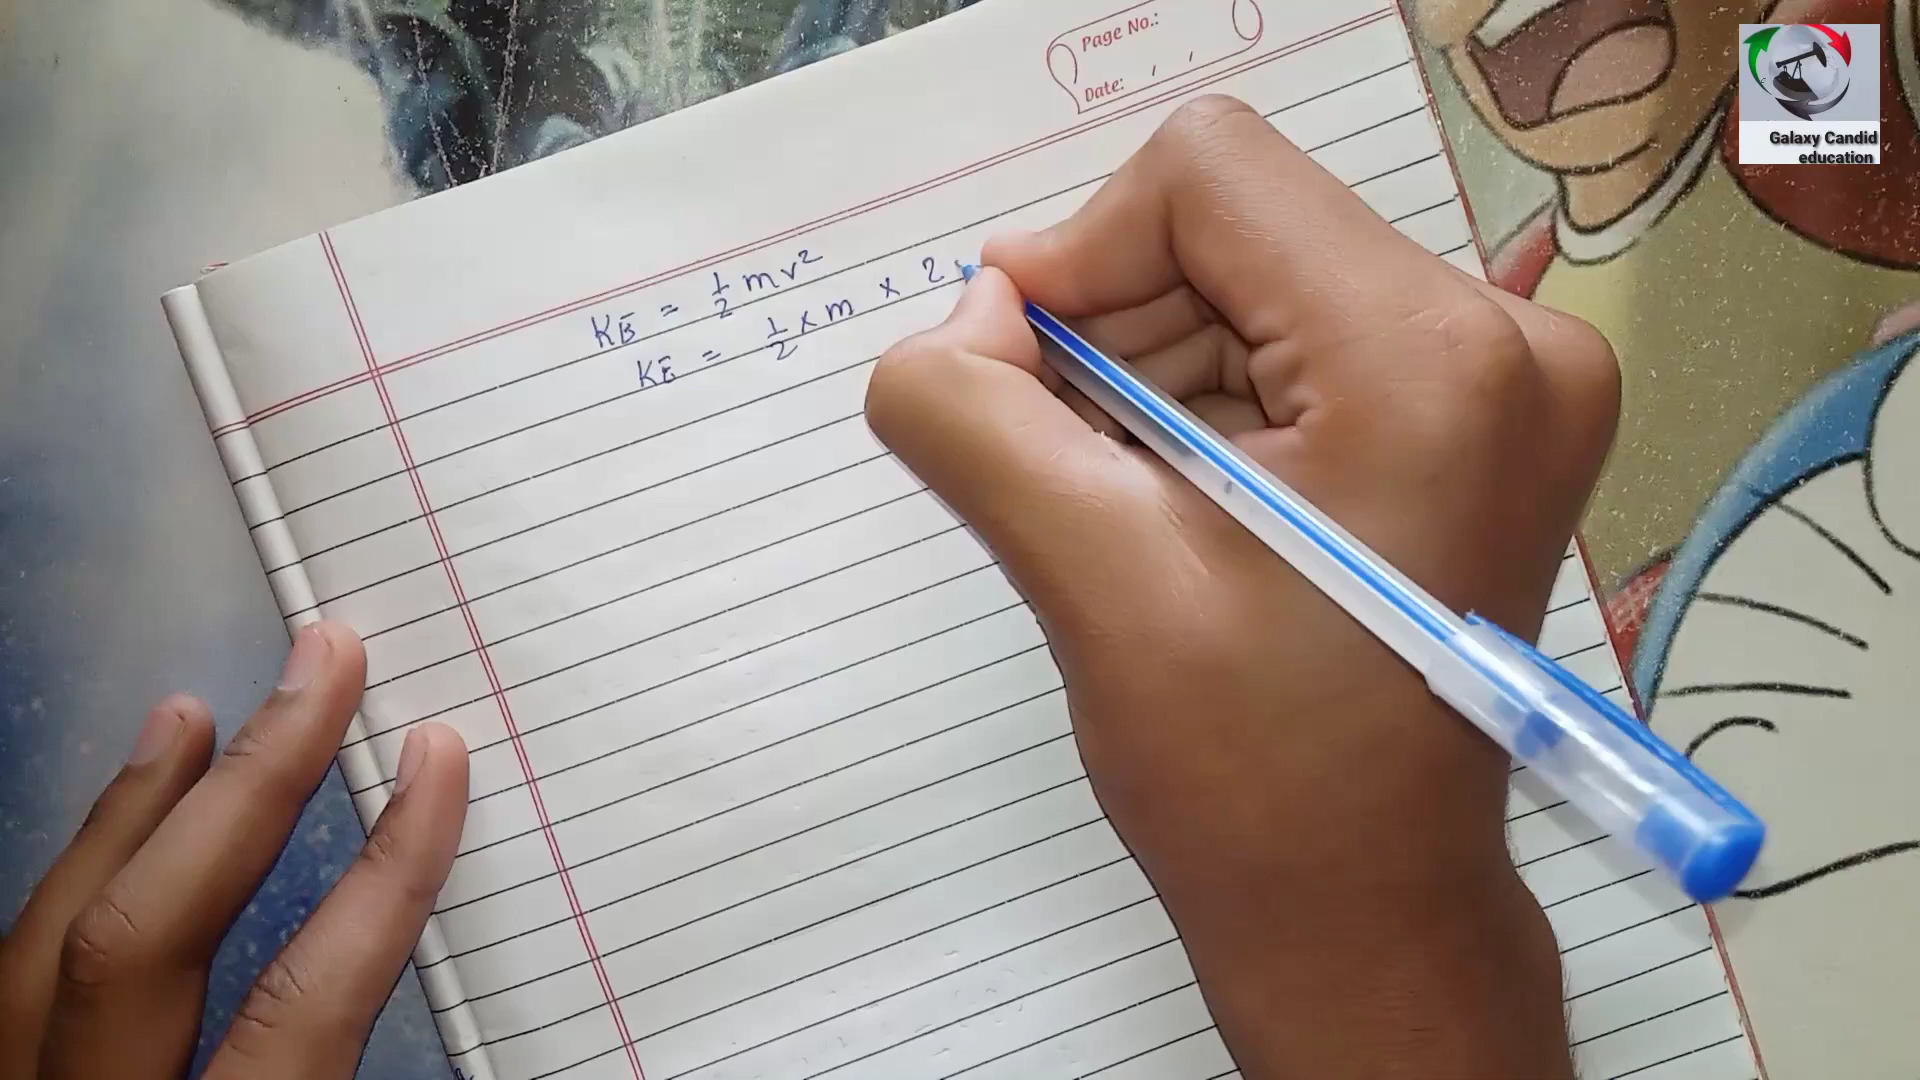 Page No.:
Date: , ,
KE = 1/2 mv²
KE = 1/2 × m × 2
Galaxy Candid
education